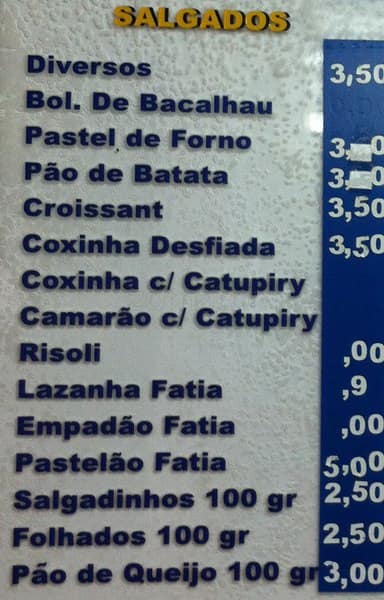 SALGADOS
Diversos 3,50
Bol. De Bacalhau
Pastel de Forno
Pão de Batata
Croissant 3,50
Coxinha Desfiada 3,50
Coxinha c/ Catupiry
Camarão c/ Catupiry
Risoli ,00
Lazanha Fatia ,9
Empadão Fatia ,00
Pastelão Fatia 5,00
Salgadinhos 100 gr 2,50
Folhados 100 gr 2,50
Pão de Queijo 100 gr 3,00